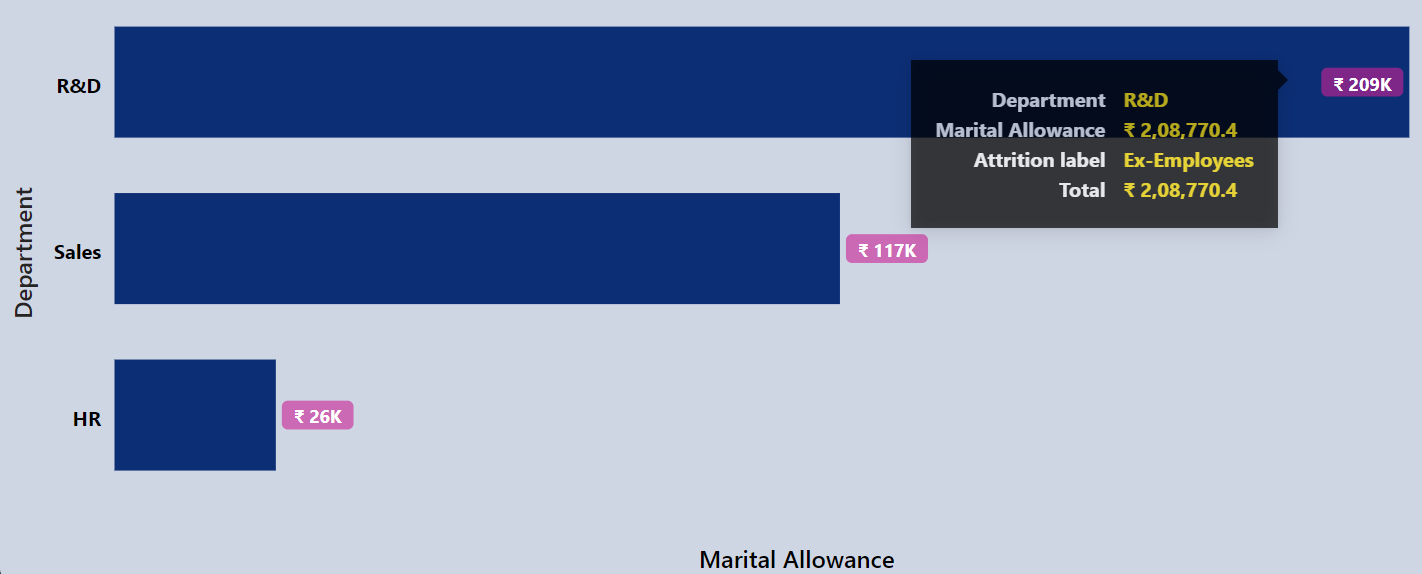 R&D
₹ 209K
Department R&D
Marital Allowance ₹ 2,08,770.4
Attrition label Ex-Employees
Total ₹ 2,08,770.4
Department
Sales
₹ 117K
HR
₹ 26K
Marital Allowance